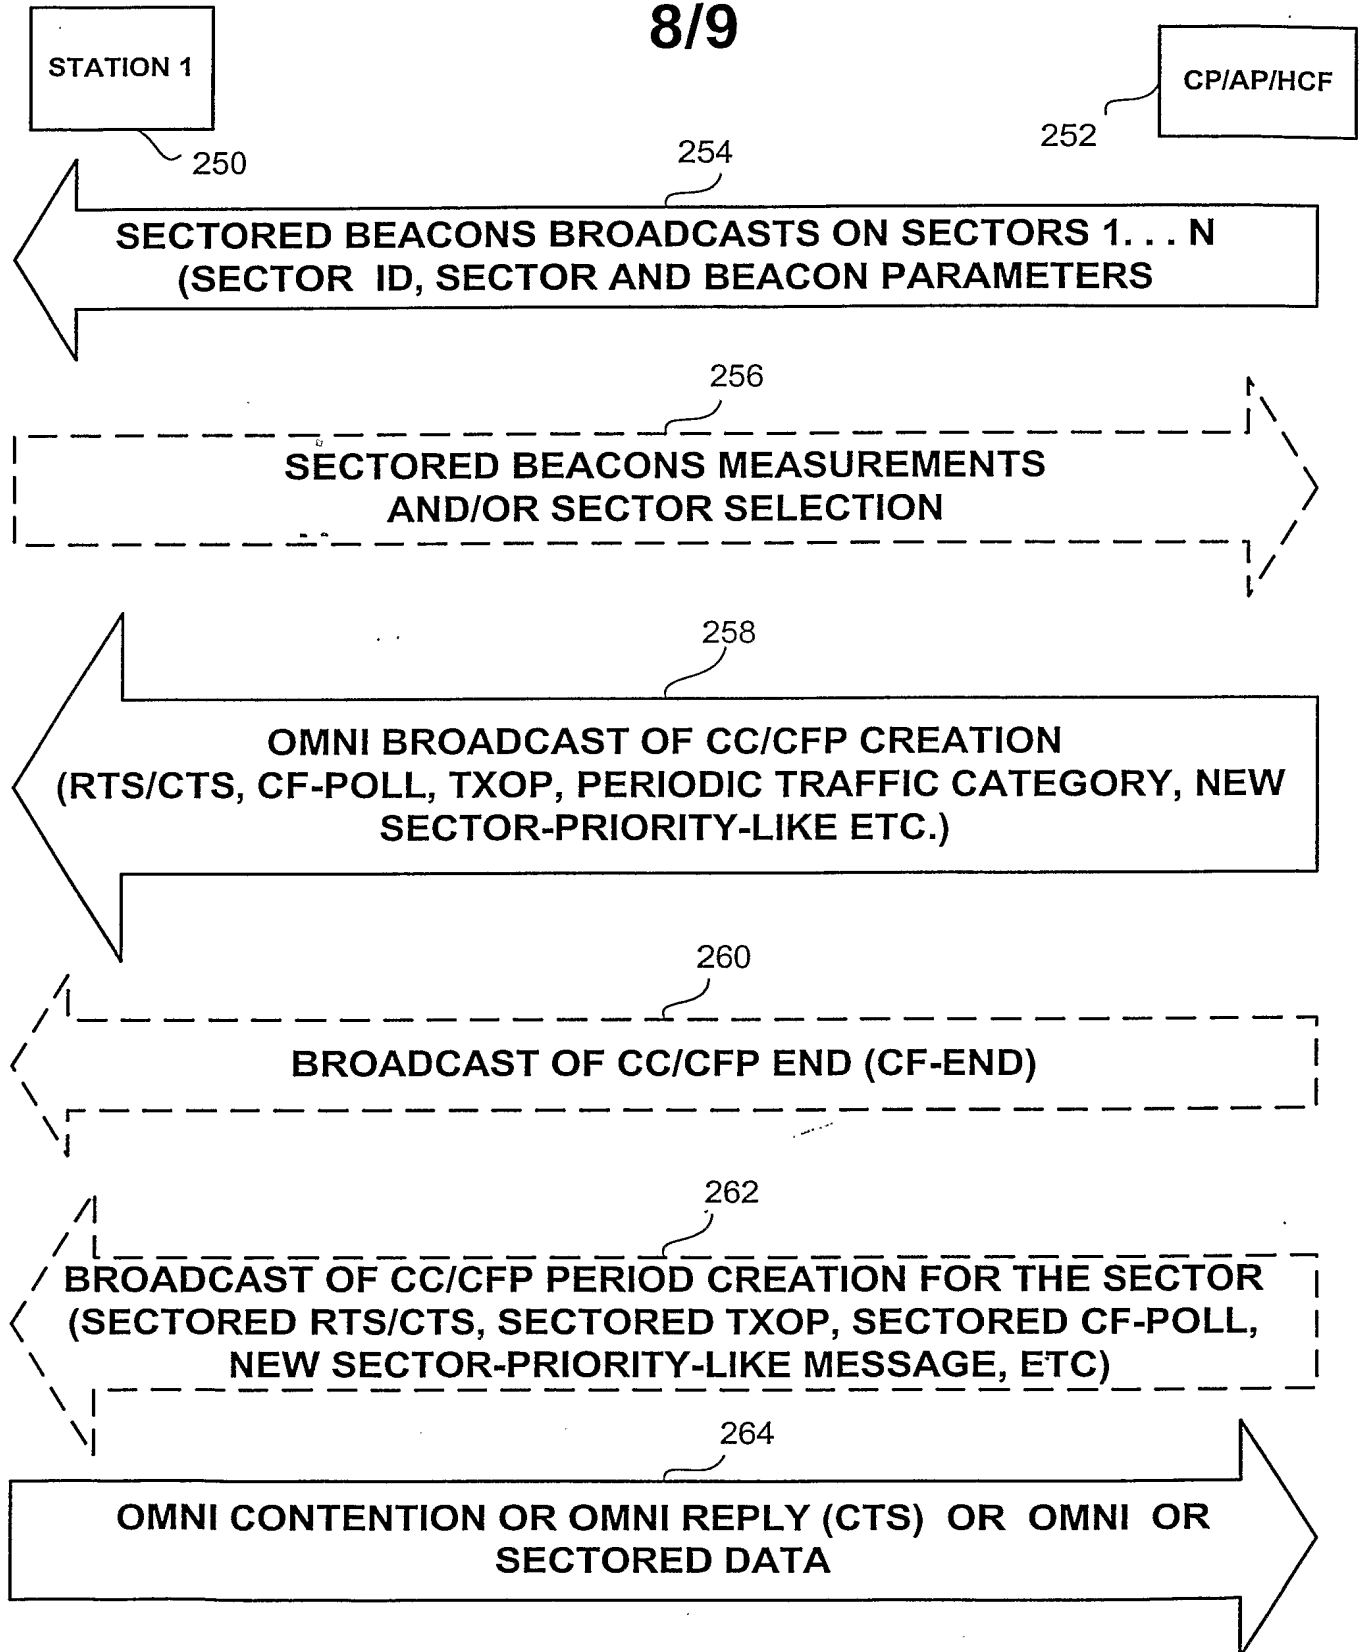 8/9
STATION 1
CP/AP/HCF
250
252
254
SECTORED BEACONS BROADCASTS ON SECTORS 1. . . N
(SECTOR ID, SECTOR AND BEACON PARAMETERS
256
SECTORED BEACONS MEASUREMENTS
AND/OR SECTOR SELECTION
258
OMNI BROADCAST OF CC/CFP CREATION
(RTS/CTS, CF-POLL, TXOP, PERIODIC TRAFFIC CATEGORY, NEW
SECTOR-PRIORITY-LIKE ETC.)
260
BROADCAST OF CC/CFP END (CF-END)
262
BROADCAST OF CC/CFP PERIOD CREATION FOR THE SECTOR
(SECTORED RTS/CTS, SECTORED TXOP, SECTORED CF-POLL,
NEW SECTOR-PRIORITY-LIKE MESSAGE, ETC)
264
OMNI CONTENTION OR OMNI REPLY (CTS) OR OMNI OR
SECTORED DATA